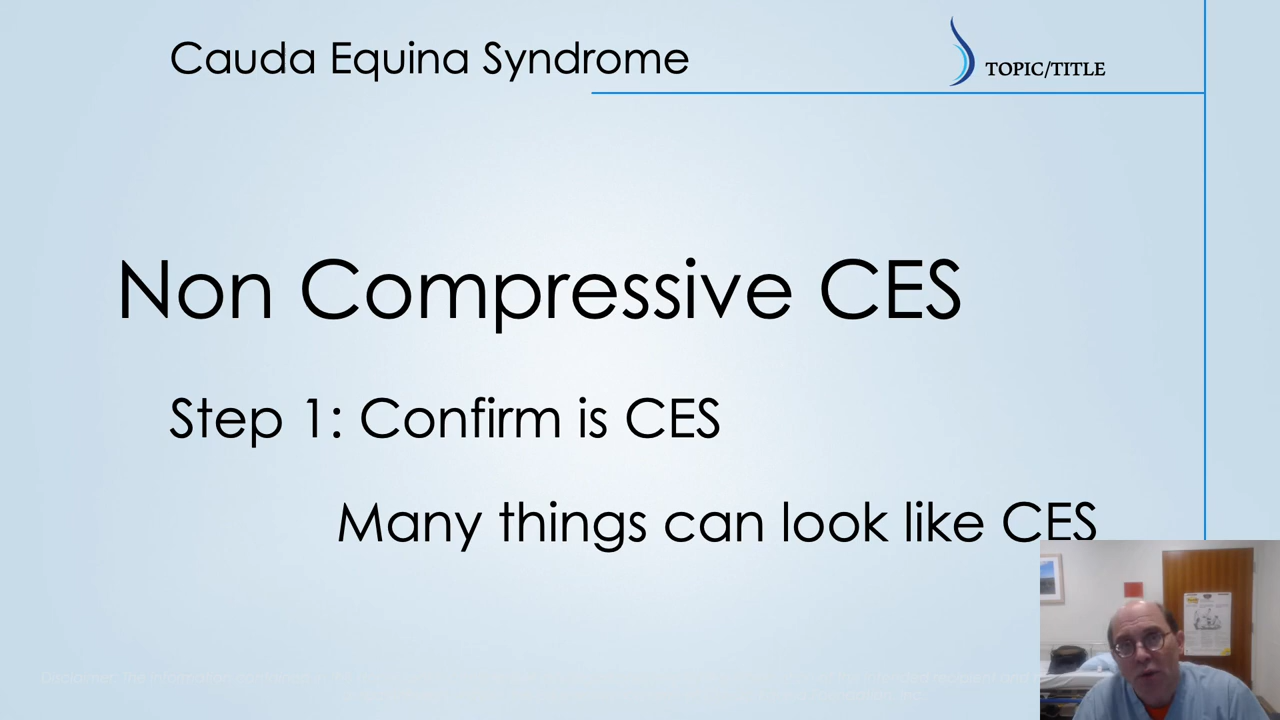 Cauda Equina Syndrome
TOPIC/TITLE
Non Compressive CES
Step 1: Confirm is CES
Many things can look like CES